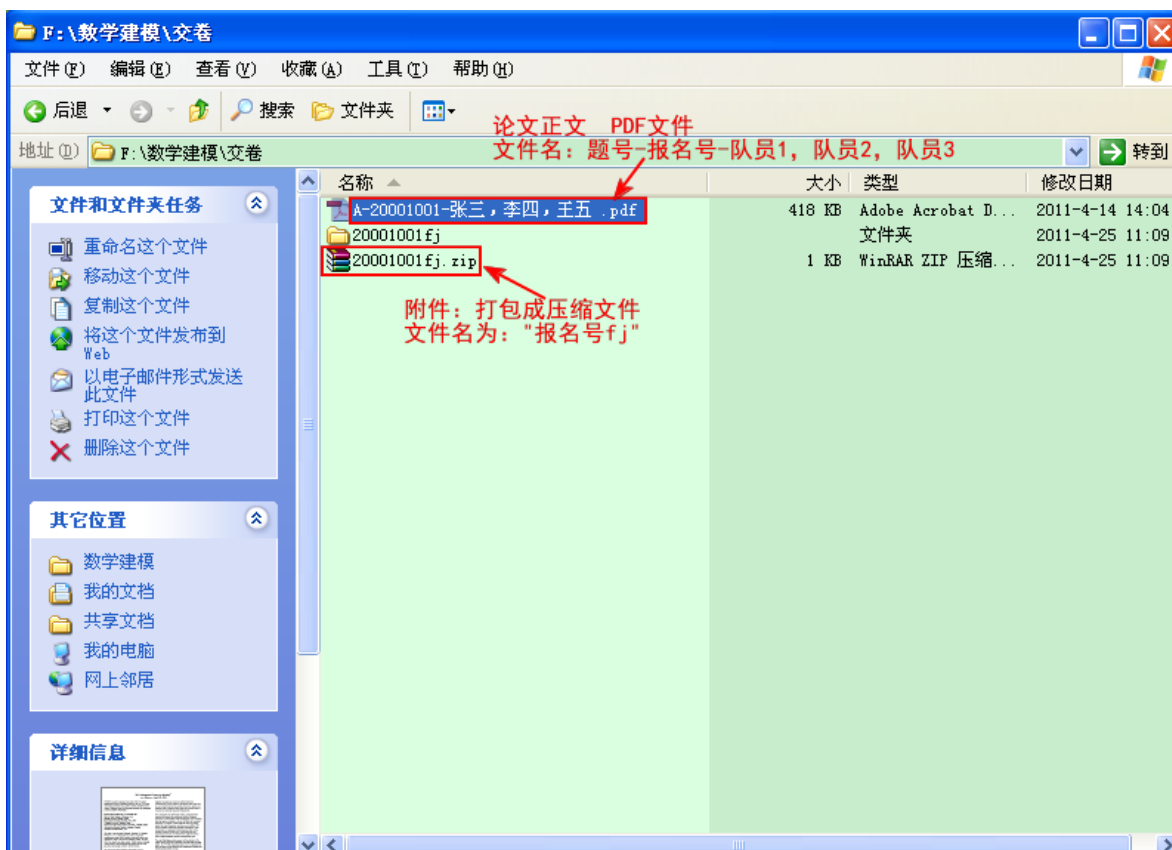 F:\数学建模\交卷
文件(F) 编辑(E) 查看(V) 收藏(A) 工具(T) 帮助(H)
后退 搜索 文件夹
论文正文 PDF文件
文件名：题号-报名号-队员1，队员2，队员3
地址(D) F:\数学建模\交卷 转到
名称 大小 类型 修改日期
A-20001001-张三，李四，王五 .pdf 418 KB Adobe Acrobat D... 2011-4-14 14:04
20001001fj 文件夹 2011-4-25 11:09
20001001fj.zip 1 KB WinRAR ZIP 压缩... 2011-4-25 11:09
附件：打包成压缩文件
文件名为："报名号fj"
文件和文件夹任务
重命名这个文件
移动这个文件
复制这个文件
将这个文件发布到
Web
以电子邮件形式发送
此文件
打印这个文件
删除这个文件
其它位置
数学建模
我的文档
共享文档
我的电脑
网上邻居
详细信息